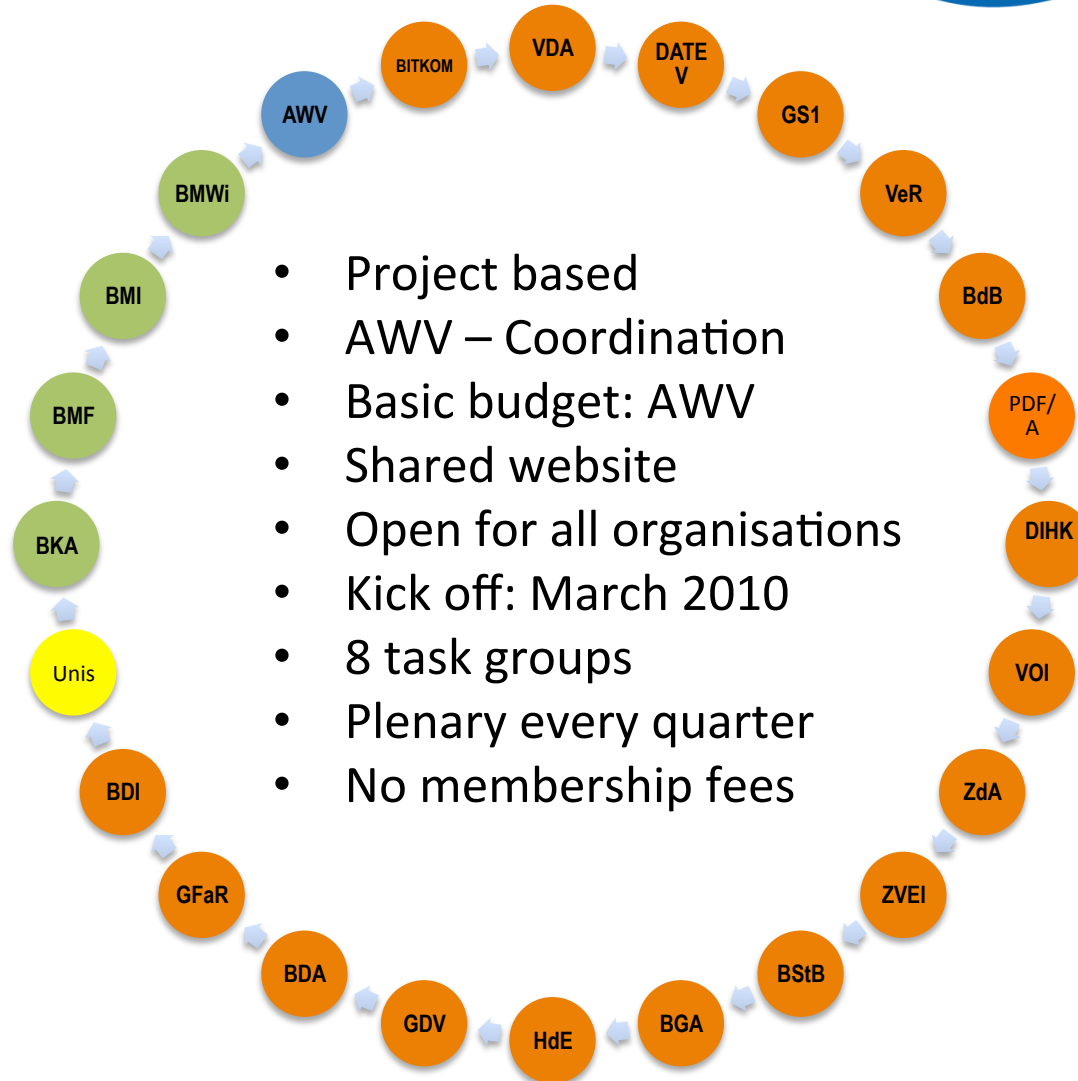 VDA
BITKOM
DATE
V
AWV
GS1
BMWi
VeR
BMI
BdB
BMF
PDF/
A
BKA
DIHK
Unis
VOI
BDI
ZdA
GFaR
ZVEI
BDA
BStB
GDV
HdE
BGA
• Project based
• AWV – Coordination
• Basic budget: AWV
• Shared website
• Open for all organisations
• Kick off: March 2010
• 8 task groups
• Plenary every quarter
• No membership fees